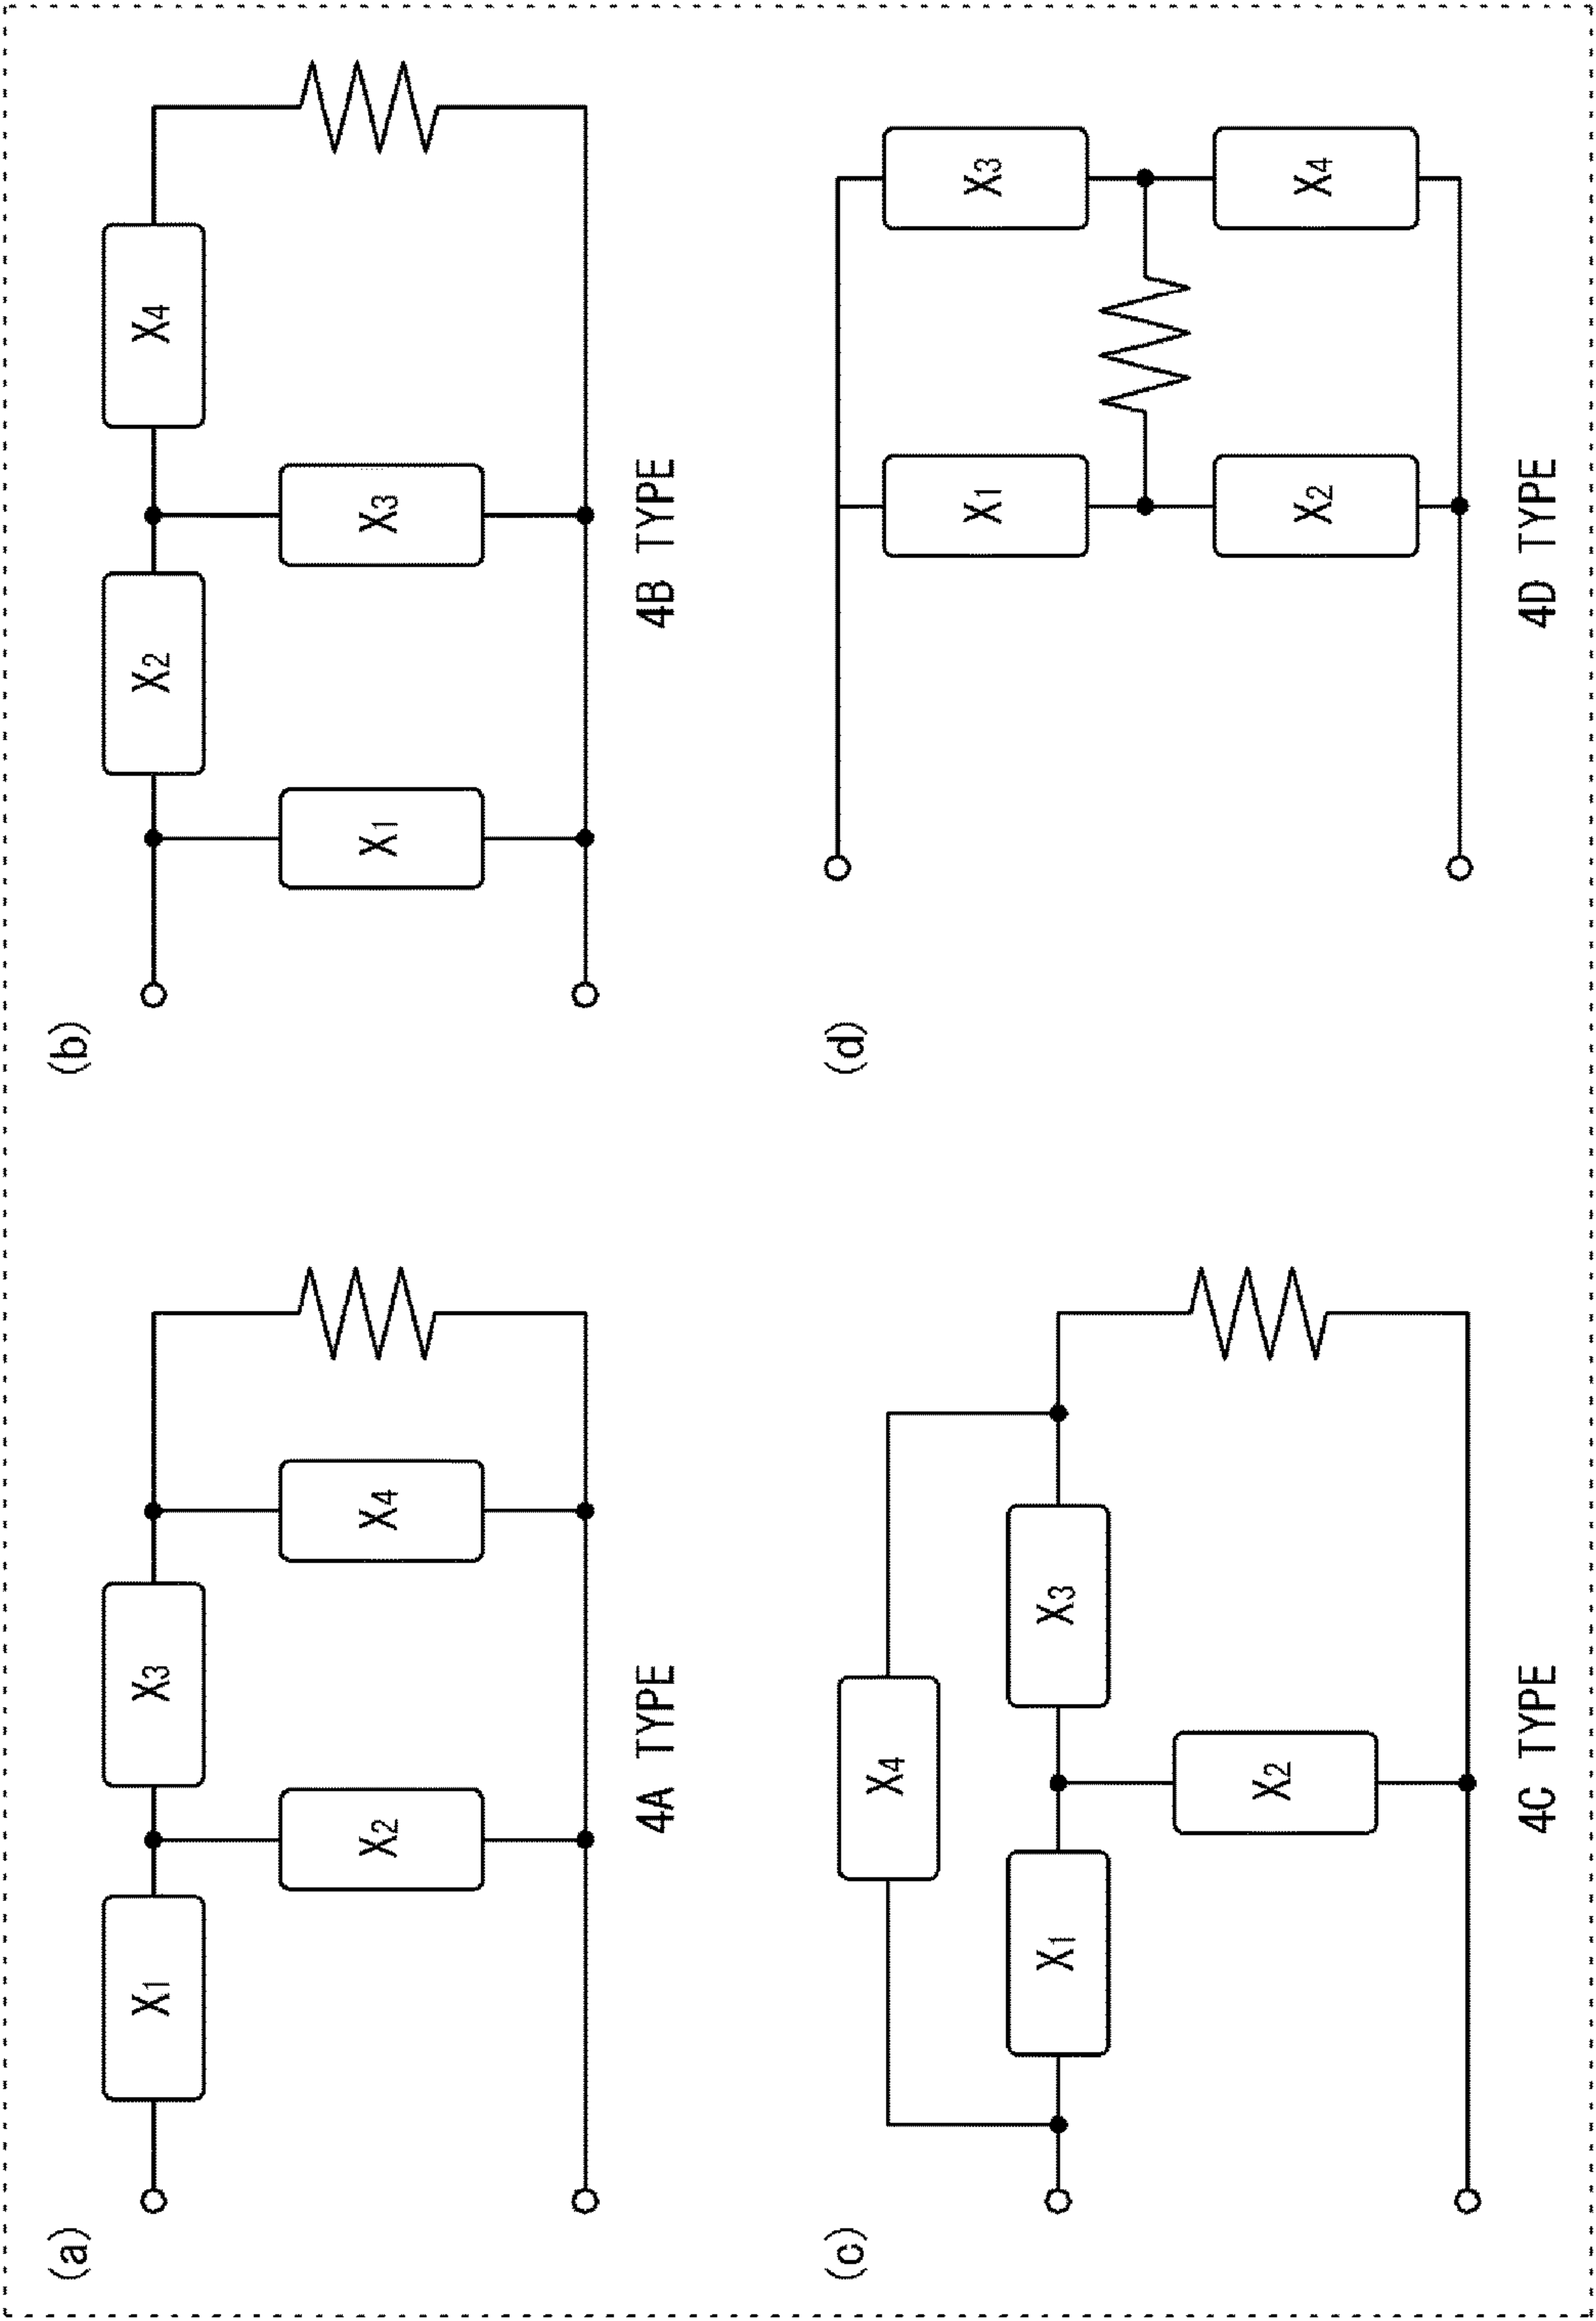 (a)
X1
X3
X2
X4
4A TYPE
(b)
X2
X4
X1
X3
4B TYPE
(c)
X4
X1
X3
X2
4C TYPE
(d)
X1
X3
X2
X4
4D TYPE